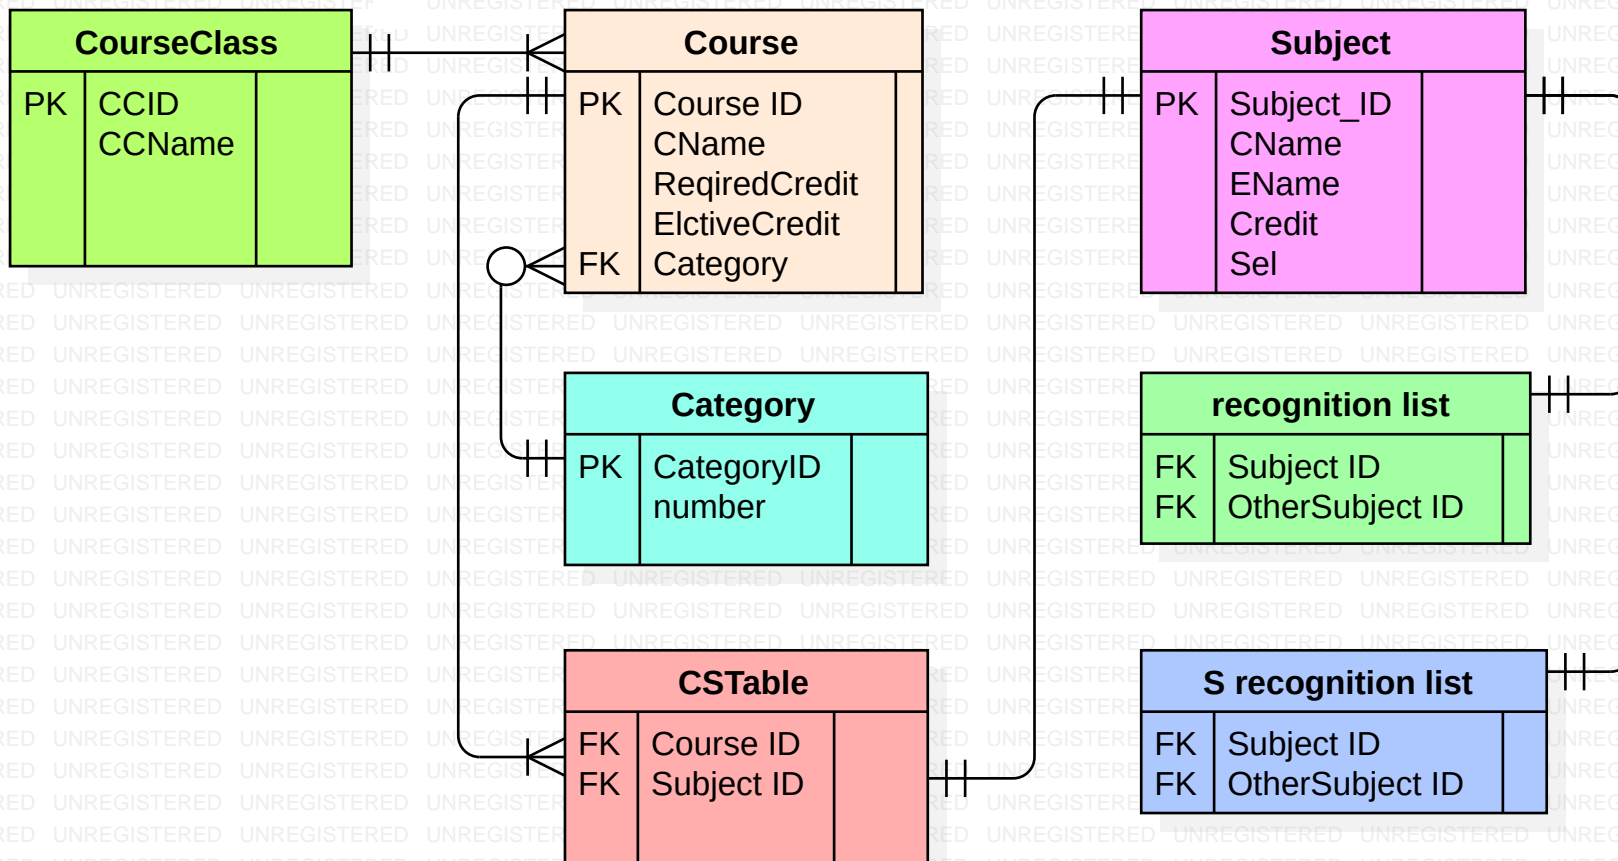 CourseClass
PK CCID
CCName
Course
PK Course ID
CName
ReqiredCredit
ElctiveCredit
FK Category
Subject
PK Subject_ID
CName
EName
Credit
Sel
Category
PK CategoryID
number
recognition list
FK Subject ID
FK OtherSubject ID
CSTable
FK Course ID
FK Subject ID
S recognition list
FK Subject ID
FK OtherSubject ID
UNREGISTERED